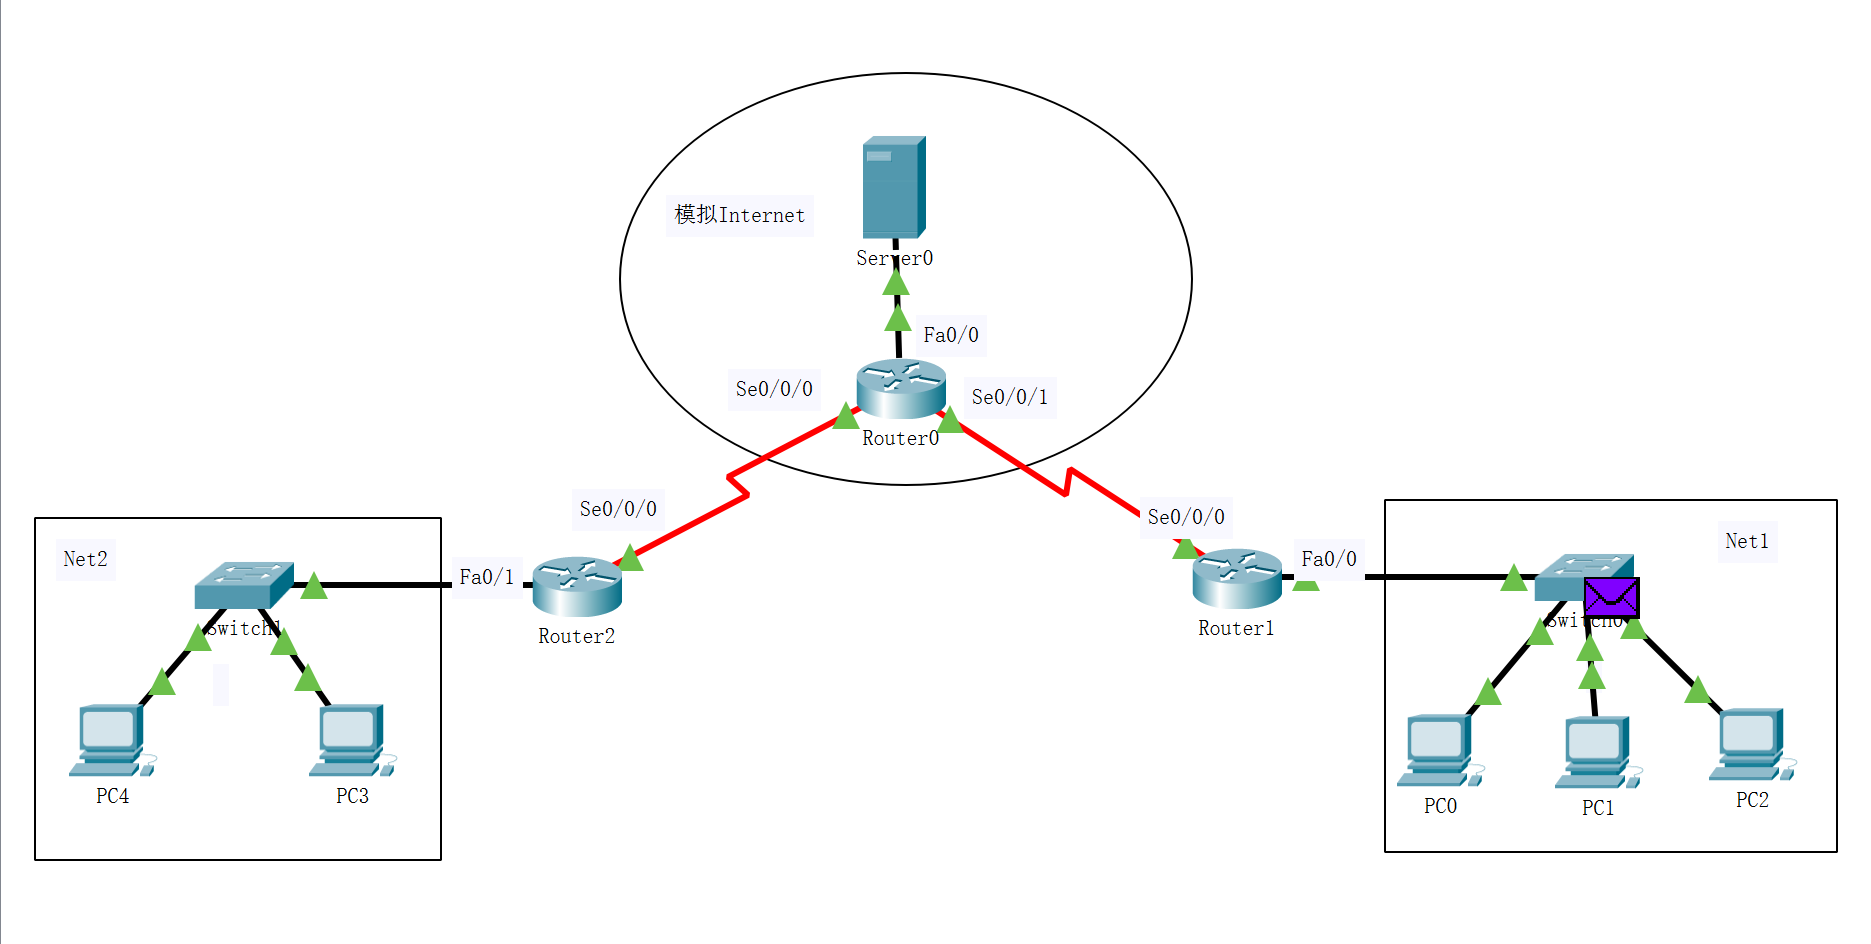 模拟Internet
Server0
Fa0/0
Se0/0/0
Se0/0/1
Router0
Se0/0/0
Se0/0/0
Net2
Fa0/1
Fa0/0
Net1
Switch1
Router2
Router1
Switch0
PC4
PC3
PC0
PC1
PC2